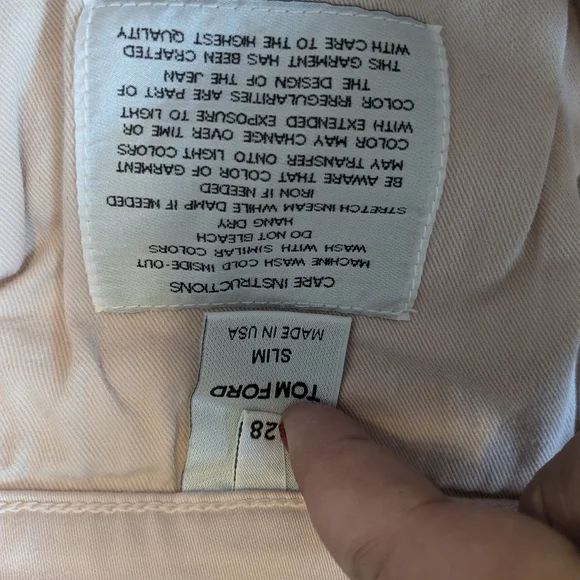 28
TOM FORD
SLIM
MADE IN USA
CARE INSTRUCTIONS
MACHINE WASH COLD INSIDE-OUT
WASH WITH SIMILAR COLORS
DO NOT BLEACH
HANG DRY
STRETCH INSEAM WHILE DAMP IF NEEDED
IRON IF NEEDED
BE AWARE THAT COLOR OF GARMENT
MAY TRANSFER ONTO LIGHT COLORS
COLOR MAY CHANGE OVER TIME OR
WITH EXTENDED EXPOSURE TO LIGHT
COLOR IRREGULARITIES ARE PART OF
THE DESIGN OF THE JEAN
THIS GARMENT HAS BEEN CRAFTED
WITH CARE TO THE HIGHEST QUALITY